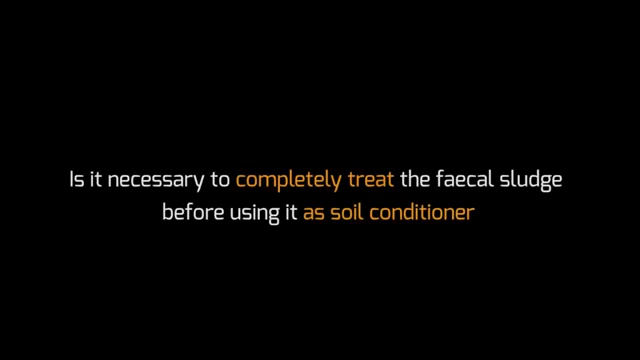 Is it necessary to completely treat the faecal sludge
before using it as soil conditioner